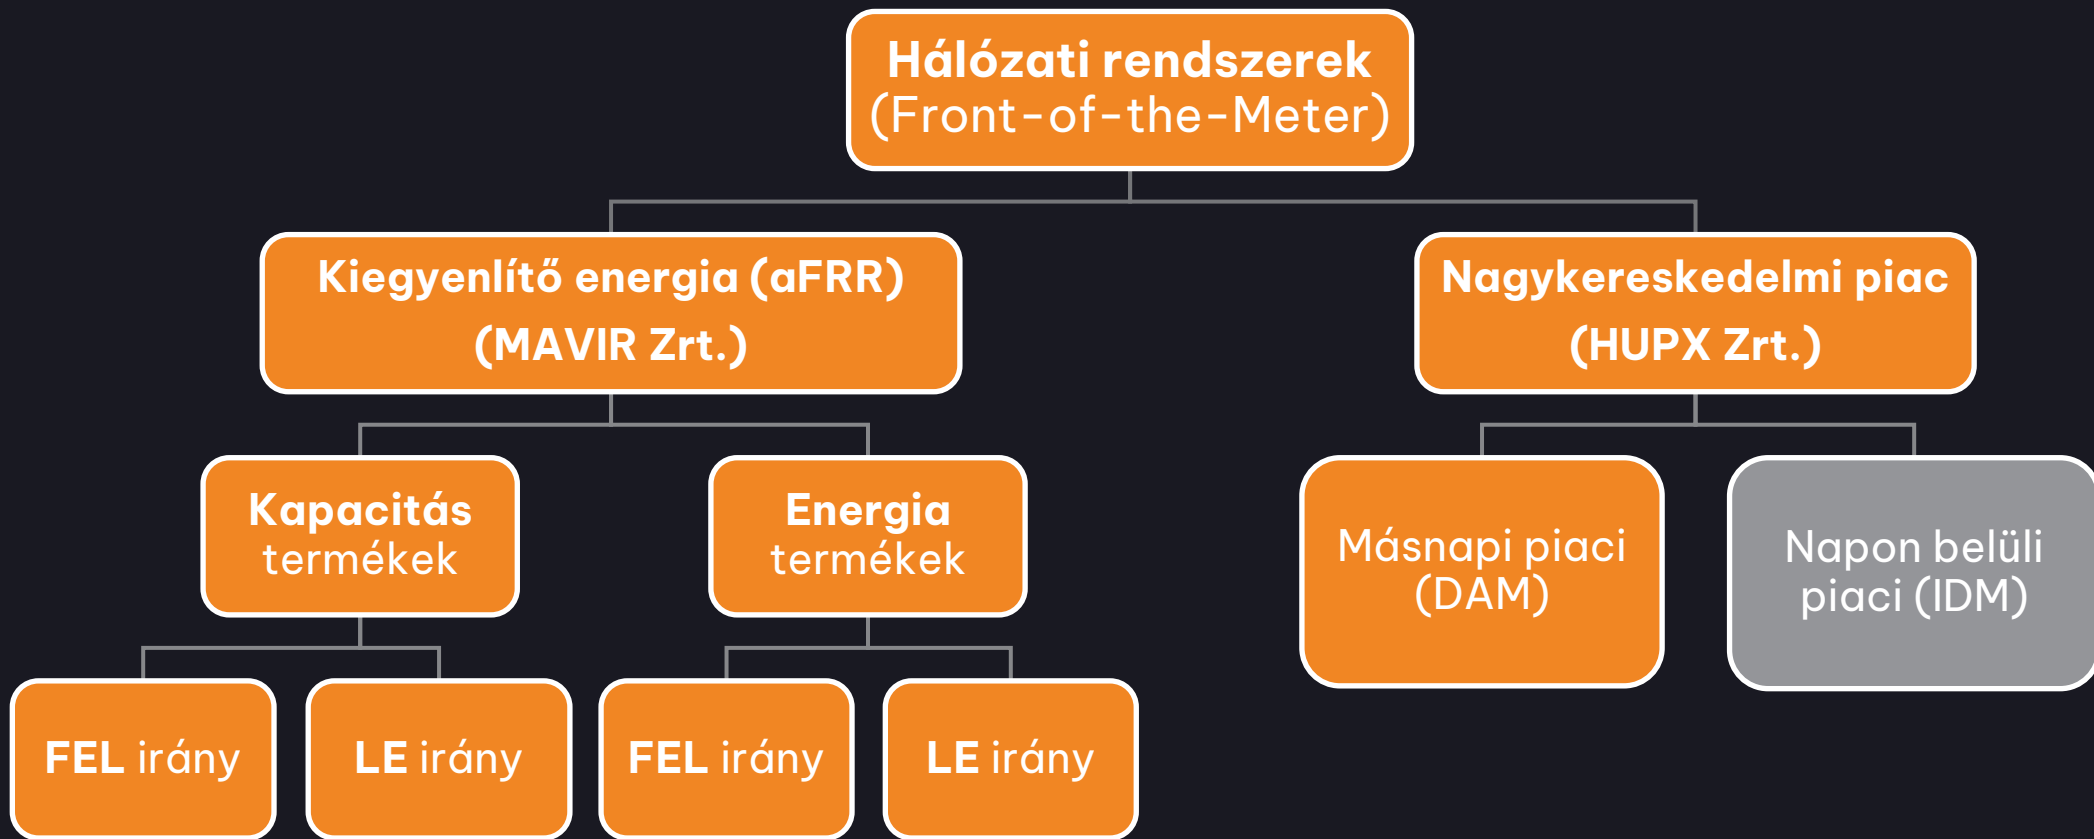 Hálózati rendszerek
(Front-of-the-Meter)
Kiegyenlítő energia (aFRR)
(MAVIR Zrt.)
Nagykereskedelmi piac
(HUPX Zrt.)
Kapacitás
termékek
Energia
termékek
Másnapi piaci
(DAM)
Napon belüli
piaci (IDM)
FEL irány
LE irány
FEL irány
LE irány